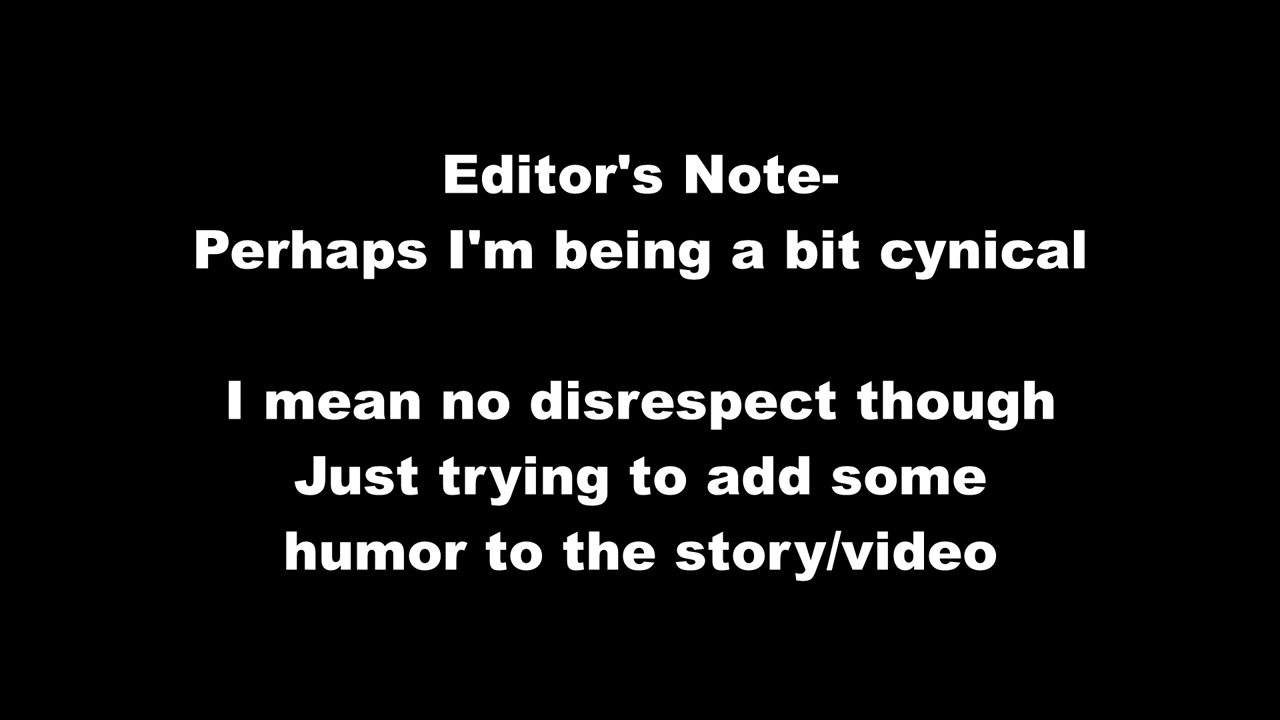 Editor's Note-
Perhaps I'm being a bit cynical
I mean no disrespect though
Just trying to add some
humor to the story/video